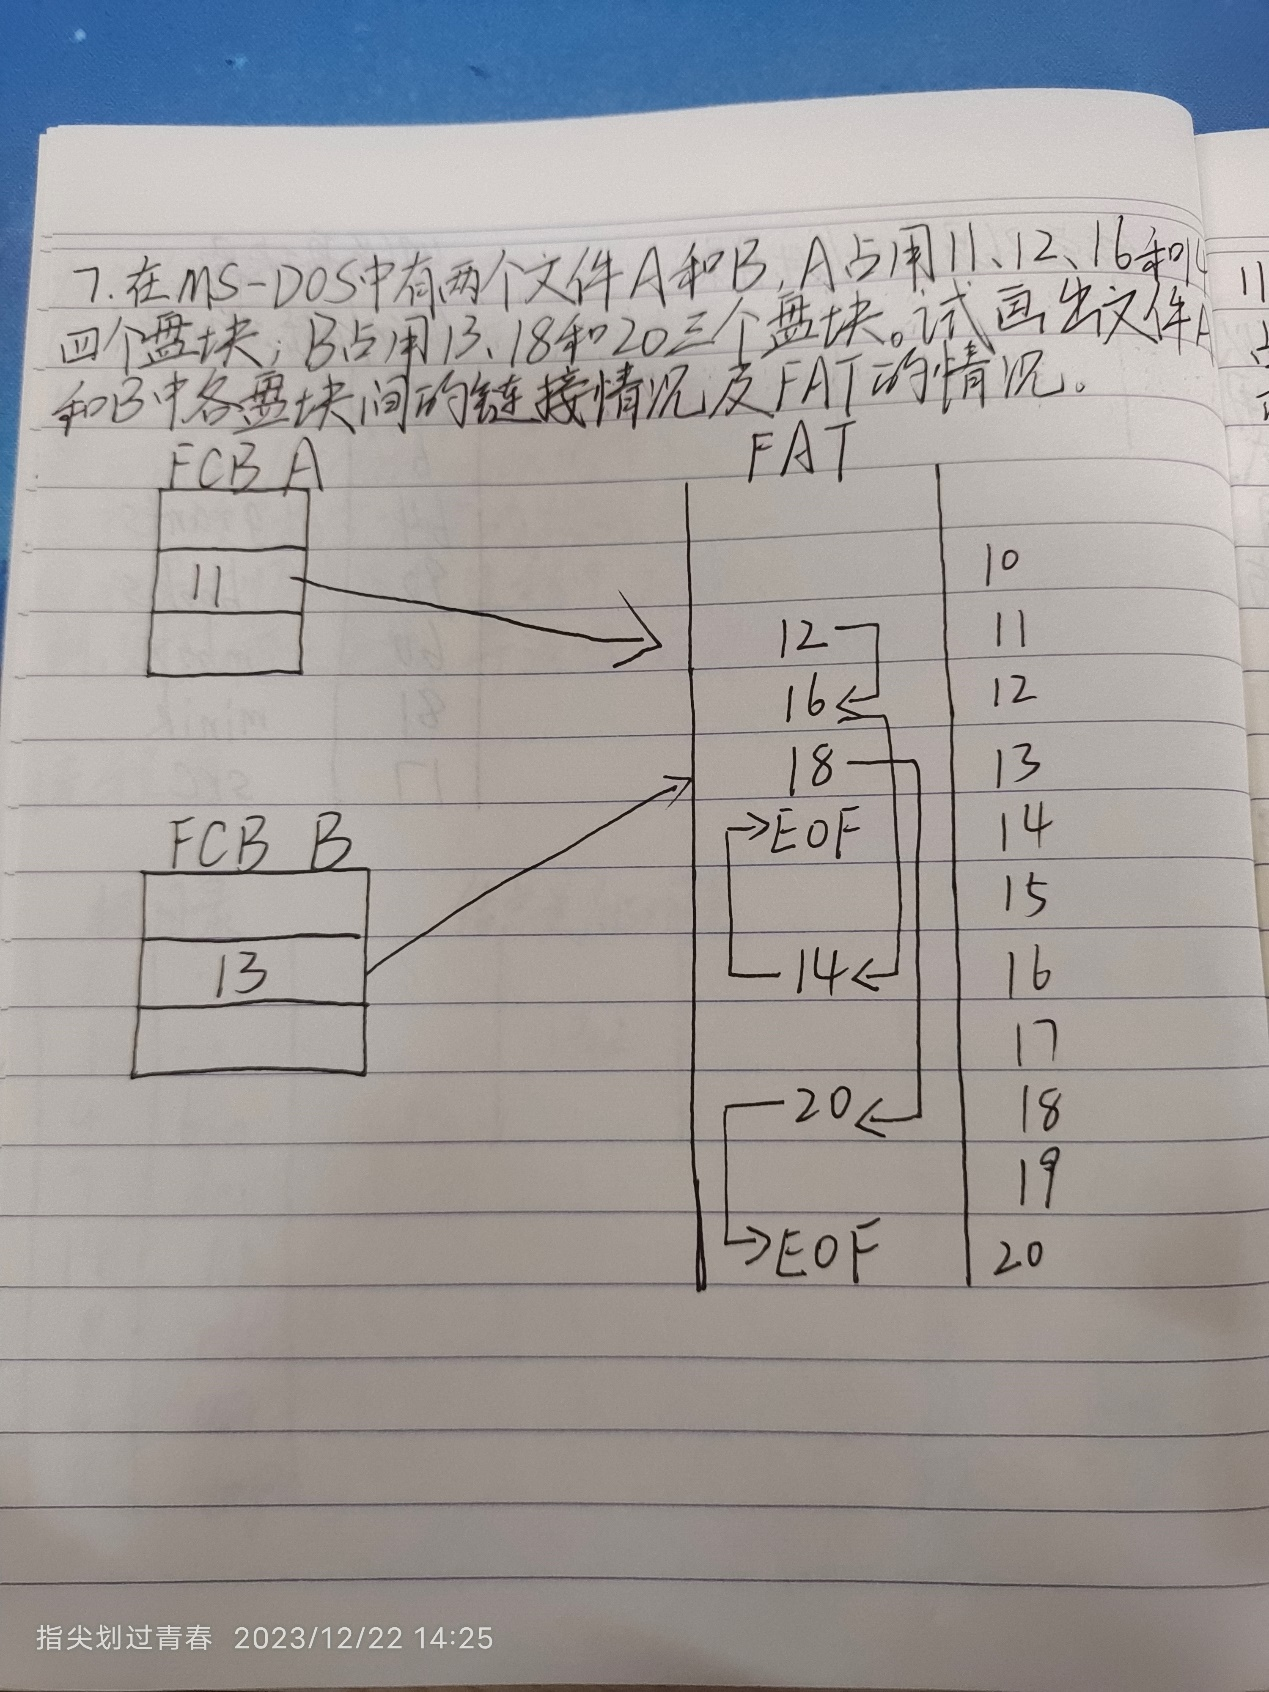 7.在MS-DOS中有两个文件A和B,A占用11、12、16和14
四个盘块;B占用13、18和20三个盘块。试画出文件A
和B中各盘块间的链接情况及FAT的情况。
FCB A
FAT
11
10
12
11
16
12
18
13
FCB B
EOF
14
15
13
14
16
17
20
18
19
EOF
20
11
指尖划过青春 2023/12/22 14:25